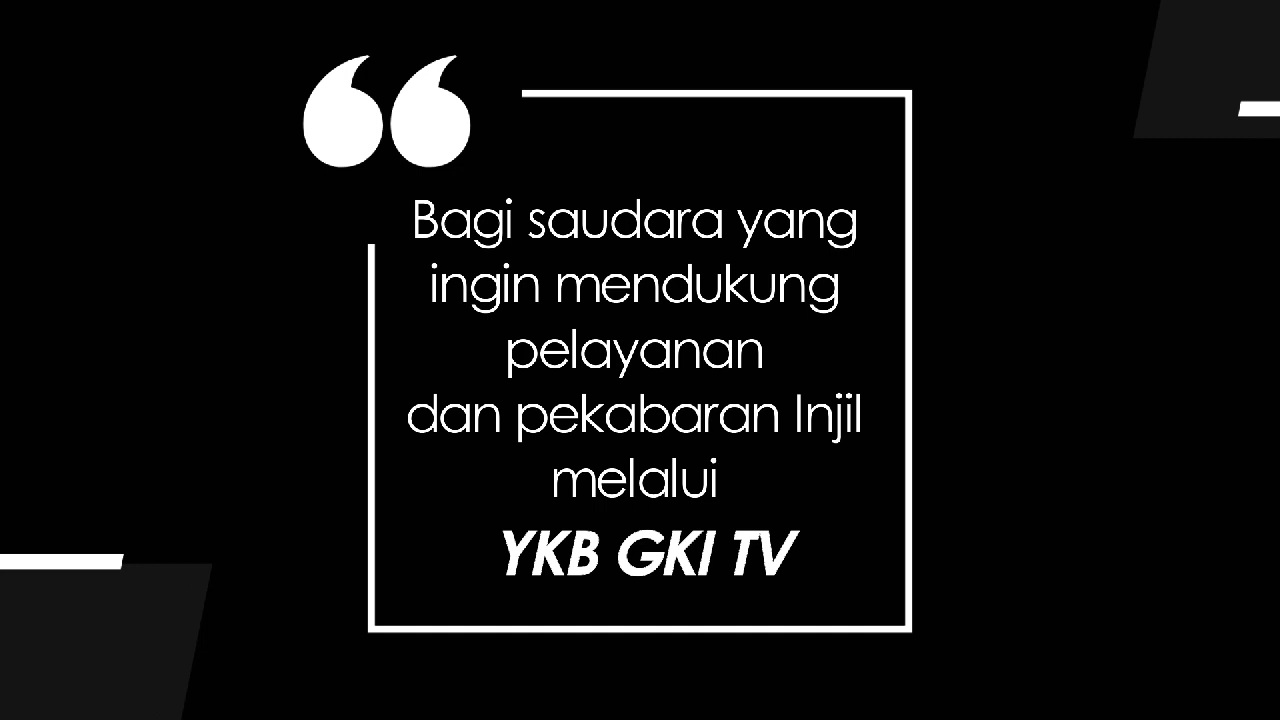 Bagi saudara yang
ingin mendukung
pelayanan
dan pekabaran Injil
melalui
YKB GKI TV